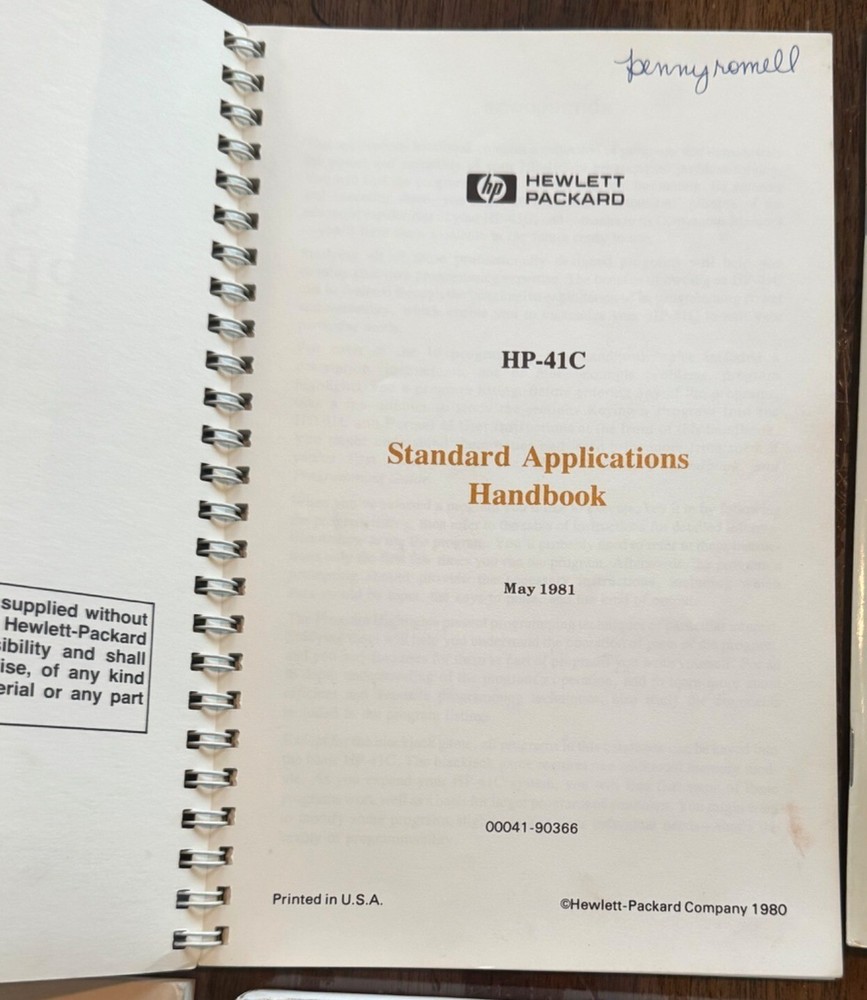 supplied without
Hewlett-Packard
ibility and shall
ise, of any kind
erial or any part
pennyromell
hp HEWLETT
PACKARD
HP-41C
Standard Applications
Handbook
May 1981
00041-90366
Printed in U.S.A.
©Hewlett-Packard Company 1980